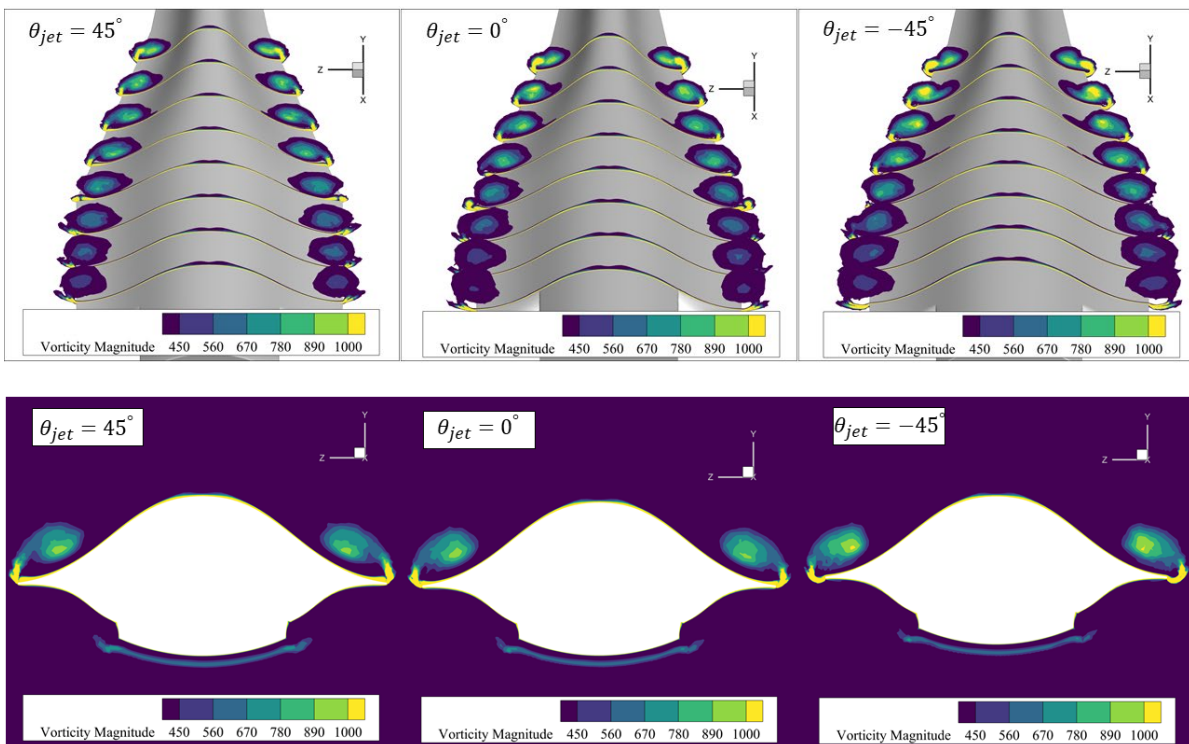 θjet = 45°
Y
Z
X
Vorticity Magnitude
450 560 670 780 890 1000
θjet = 0°
Y
Z
X
Vorticity Magnitude
450 560 670 780 890 1000
θjet = −45°
Y
Z
X
Vorticity Magnitude
450 560 670 780 890 1000
θjet = 45°
Y
Z
X
Vorticity Magnitude
450 560 670 780 890 1000
θjet = 0°
Y
Z
X
Vorticity Magnitude
450 560 670 780 890 1000
θjet = −45°
Y
Z
X
Vorticity Magnitude
450 560 670 780 890 1000